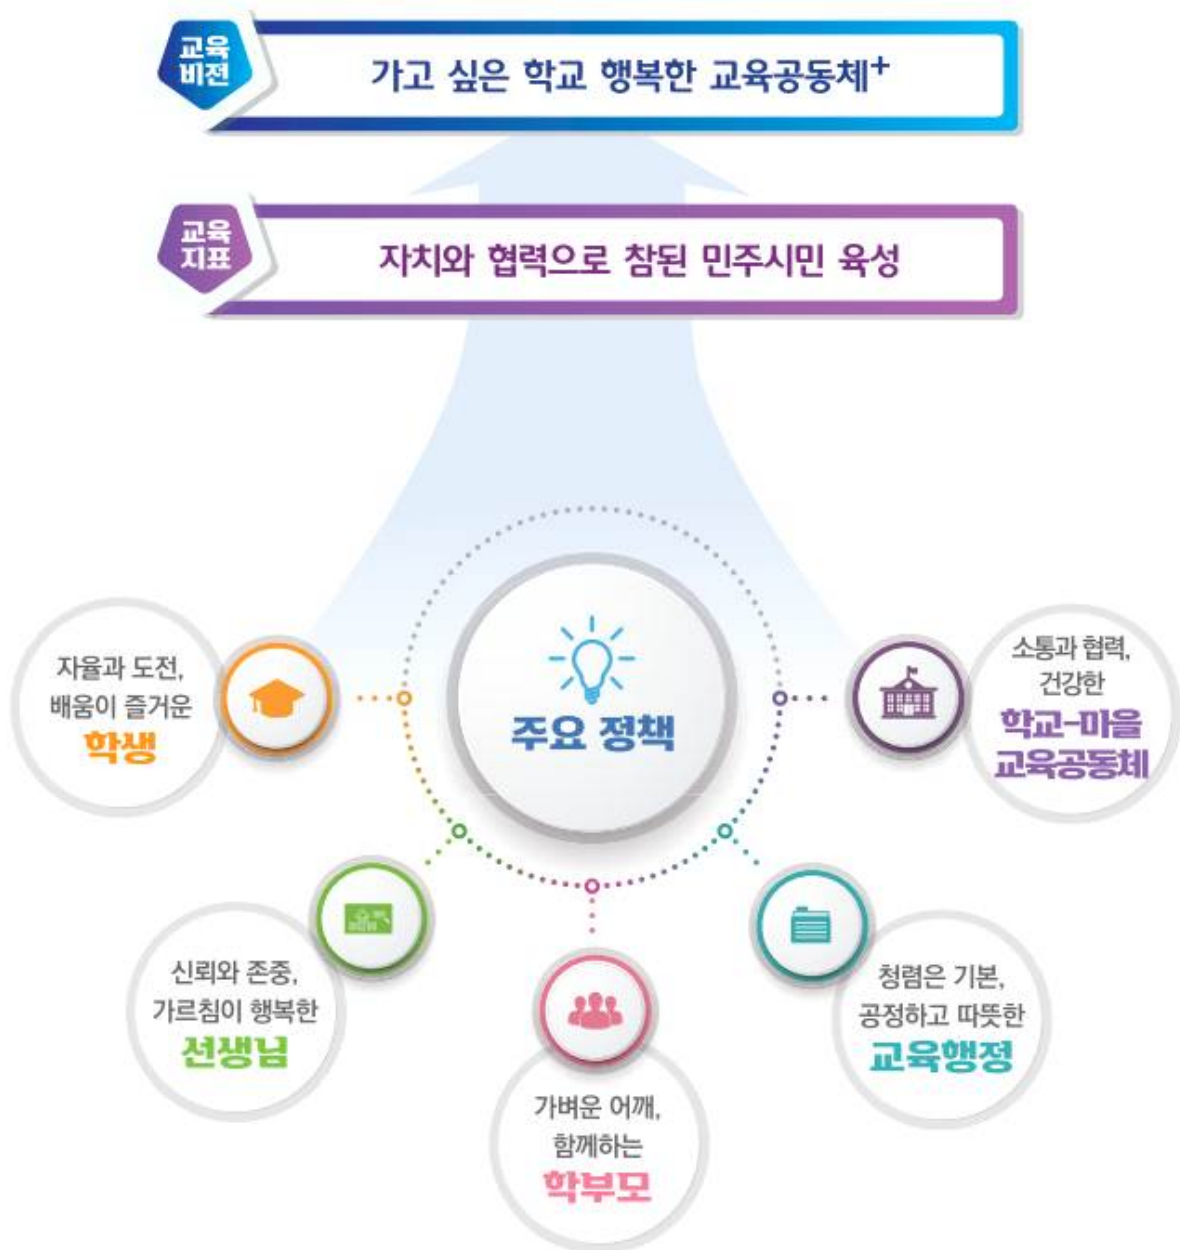 교육
비전
가고 싶은 학교 행복한 교육공동체+
교육
지표
자치와 협력으로 참된 민주시민 육성
주요 정책
자율과 도전,
배움이 즐거운
학생
신뢰와 존중,
가르침이 행복한
선생님
가벼운 어깨,
함께하는
학부모
청렴은 기본,
공정하고 따뜻한
교육행정
소통과 협력,
건강한
학교-마을
교육공동체